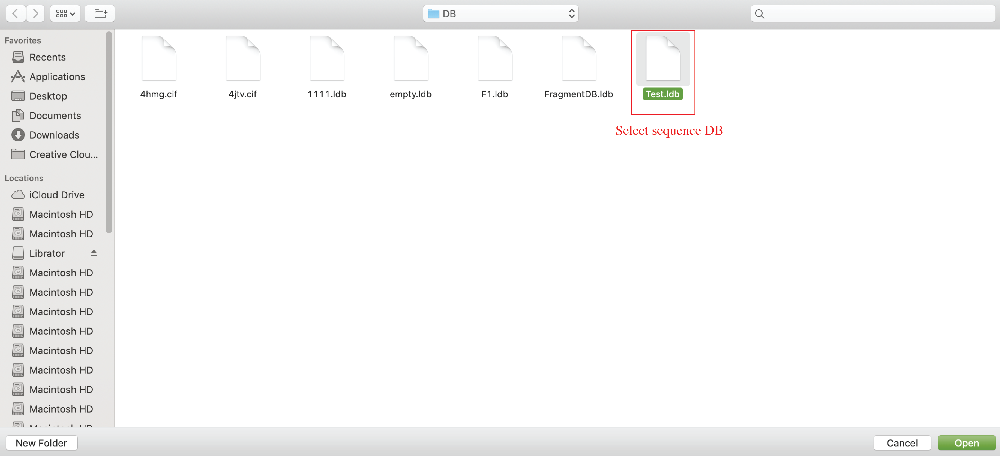 DB
Favorites
Recents
Applications
Desktop
Documents
Downloads
Creative Clou...
Locations
iCloud Drive
Macintosh HD
Macintosh HD
Librator
Macintosh HD
Macintosh HD
Macintosh HD
Macintosh HD
Macintosh HD
Macintosh HD
Macintosh HD
Macintosh HD
4hmg.cif
4jtv.cif
1111.ldb
empty.ldb
F1.ldb
FragmentDB.ldb
Test.ldb
Select sequence DB
New Folder
Cancel
Open